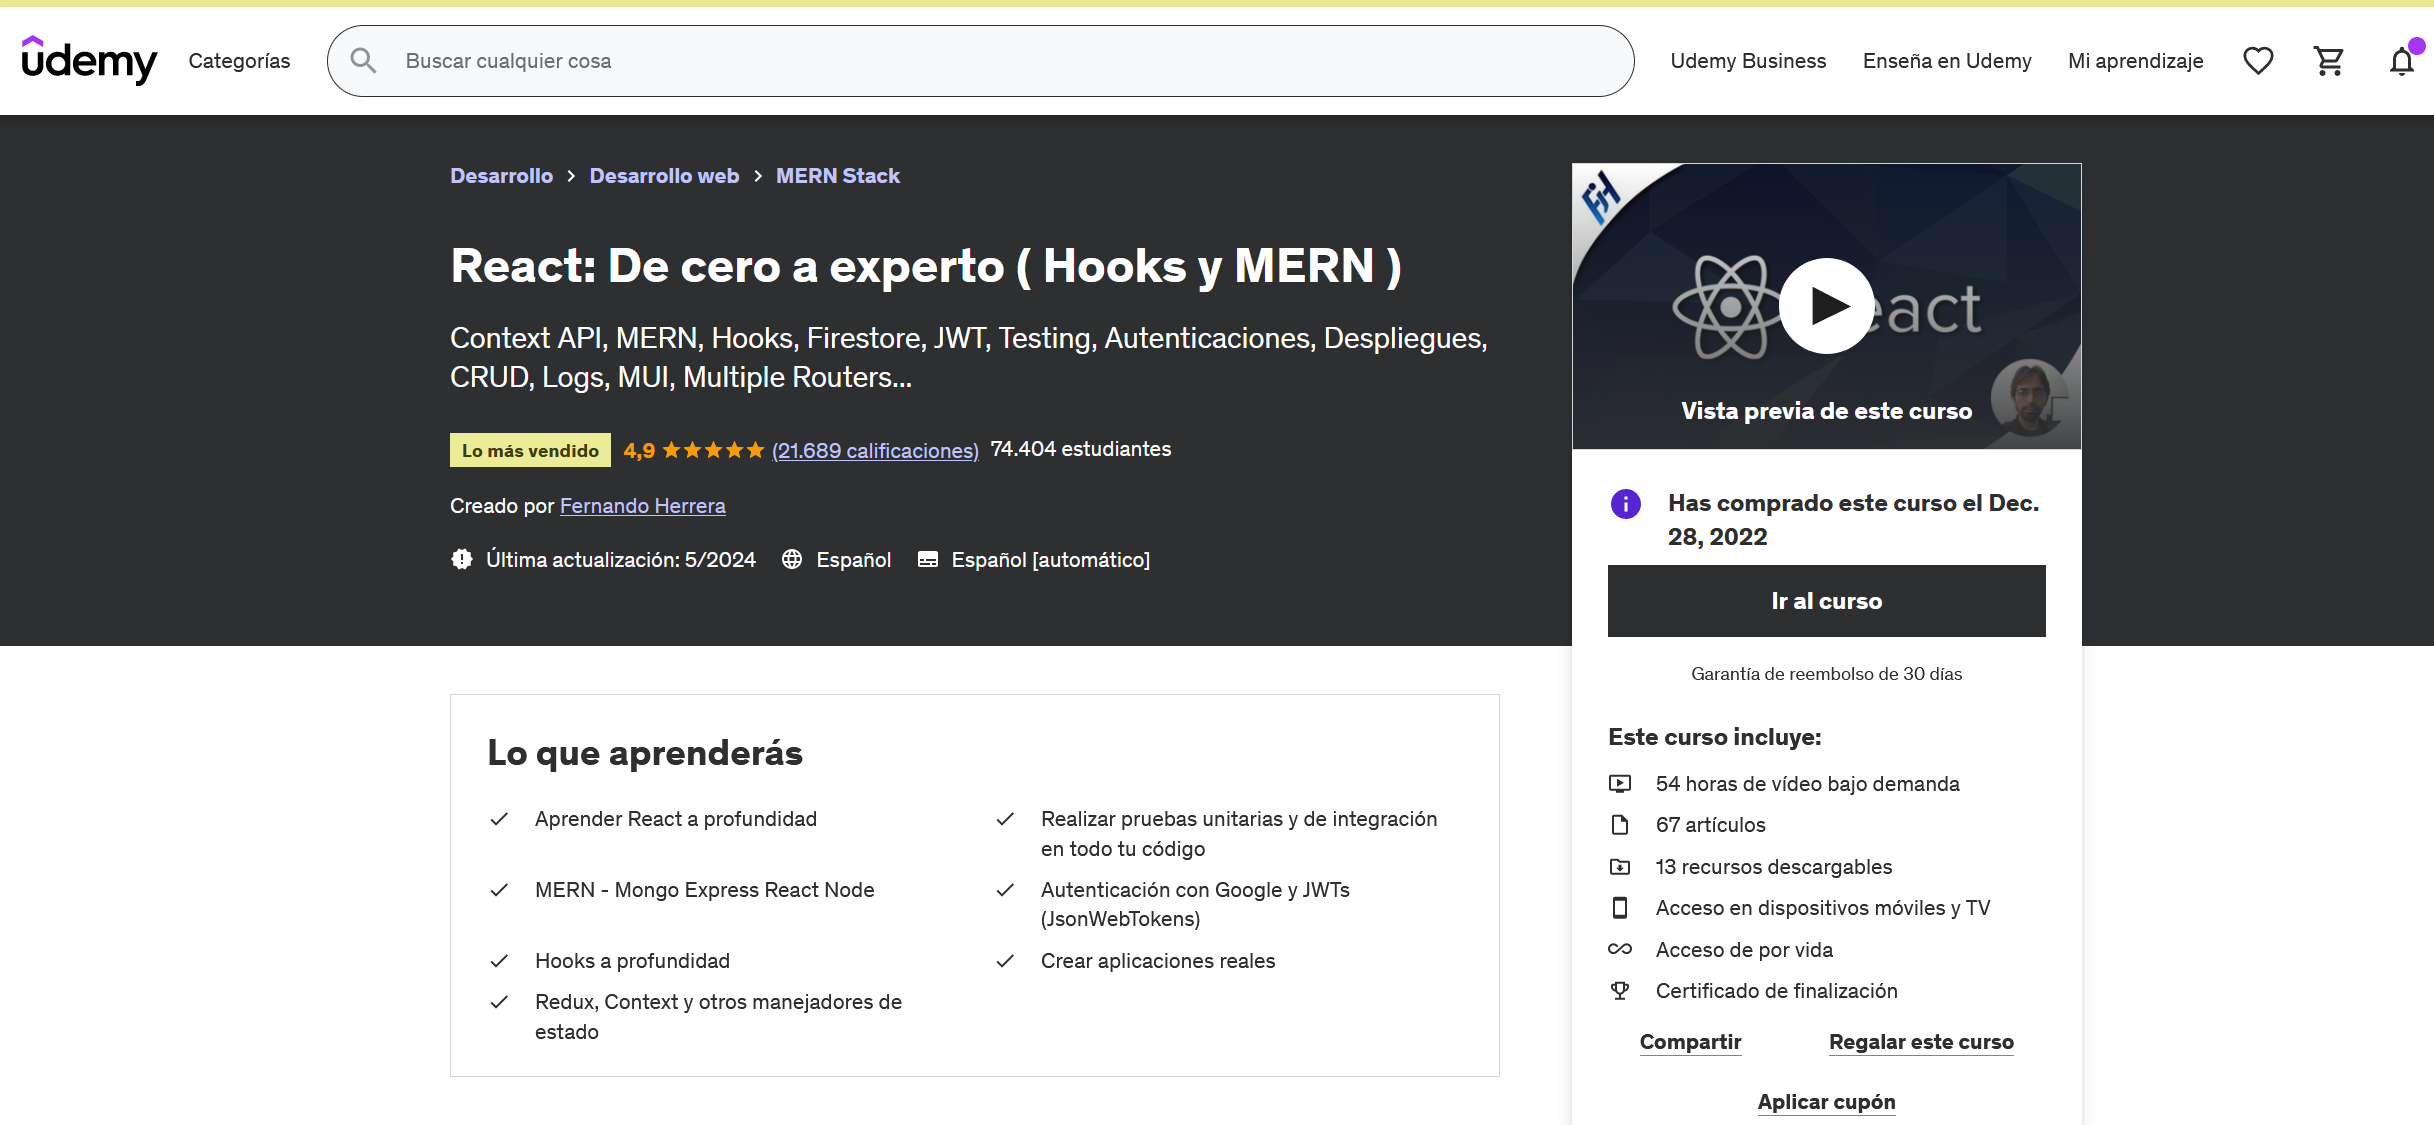 udemy
Categorías
Buscar cualquier cosa
Udemy Business
Enseña en Udemy
Mi aprendizaje
Desarrollo > Desarrollo web > MERN Stack
React: De cero a experto ( Hooks y MERN )
Context API, MERN, Hooks, Firestore, JWT, Testing, Autenticaciones, Despliegues,
CRUD, Logs, MUI, Multiple Routers...
Lo más vendido 4,9 (21.689 calificaciones) 74.404 estudiantes
Creado por Fernando Herrera
Última actualización: 5/2024 Español Español [automático]
FH
eact
Vista previa de este curso
Has comprado este curso el Dec.
28, 2022
Ir al curso
Garantía de reembolso de 30 días
Este curso incluye:
54 horas de vídeo bajo demanda
67 artículos
13 recursos descargables
Acceso en dispositivos móviles y TV
Acceso de por vida
Certificado de finalización
Compartir
Regalar este curso
Aplicar cupón
Lo que aprenderás
Aprender React a profundidad
Realizar pruebas unitarias y de integración
en todo tu código
MERN - Mongo Express React Node
Autenticación con Google y JWTs
(JsonWebTokens)
Hooks a profundidad
Crear aplicaciones reales
Redux, Context y otros manejadores de
estado